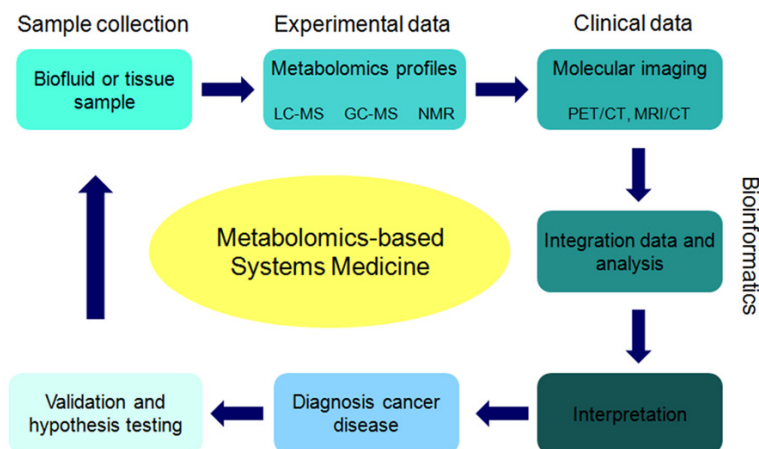 Sample collection
Experimental data
Clinical data
Biofluid or tissue
sample
Metabolomics profiles
LC-MS GC-MS NMR
Molecular imaging
PET/CT, MRI/CT
Bioinformatics
Metabolomics-based
Systems Medicine
Integration data and
analysis
Validation and
hypothesis testing
Diagnosis cancer
disease
Interpretation